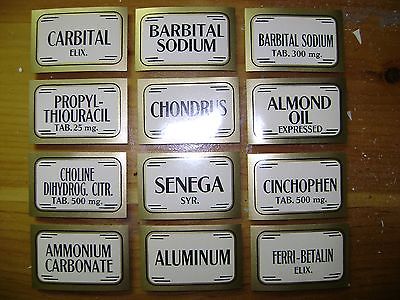 CARBITAL
ELIX.
BARBITAL
SODIUM
BARBITAL SODIUM
TAB. 300 mg.
PROPYL-
THIOURACIL
TAB. 25 mg.
CHONDRUS
ALMOND
OIL
EXPRESSED
CHOLINE
DIHYDROG. CITR.
TAB. 500 mg.
SENEGA
SYR.
CINCHOPHEN
TAB. 500 mg.
AMMONIUM
CARBONATE
ALUMINUM
FERRI-BETALIN
ELIX.